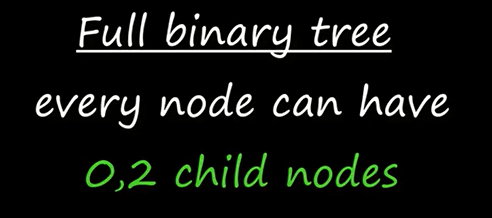 Full binary tree
every node can have
0,2 child nodes